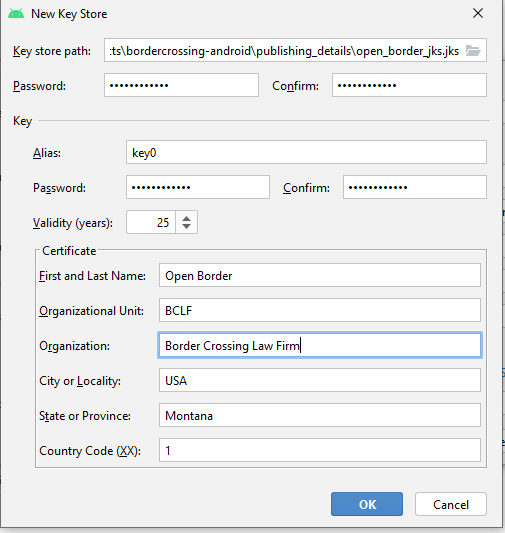 New Key Store
Key store path: :ts\bordercrossing-android\publishing_details\open_border_jks.jks
Password: •••••••••••• Confirm: ••••••••••••
Key
Alias: key0
Password: •••••••••••• Confirm: ••••••••••••
Validity (years): 25
Certificate
First and Last Name: Open Border
Organizational Unit: BCLF
Organization: Border Crossing Law Firm
City or Locality: USA
State or Province: Montana
Country Code (XX): 1
OK Cancel